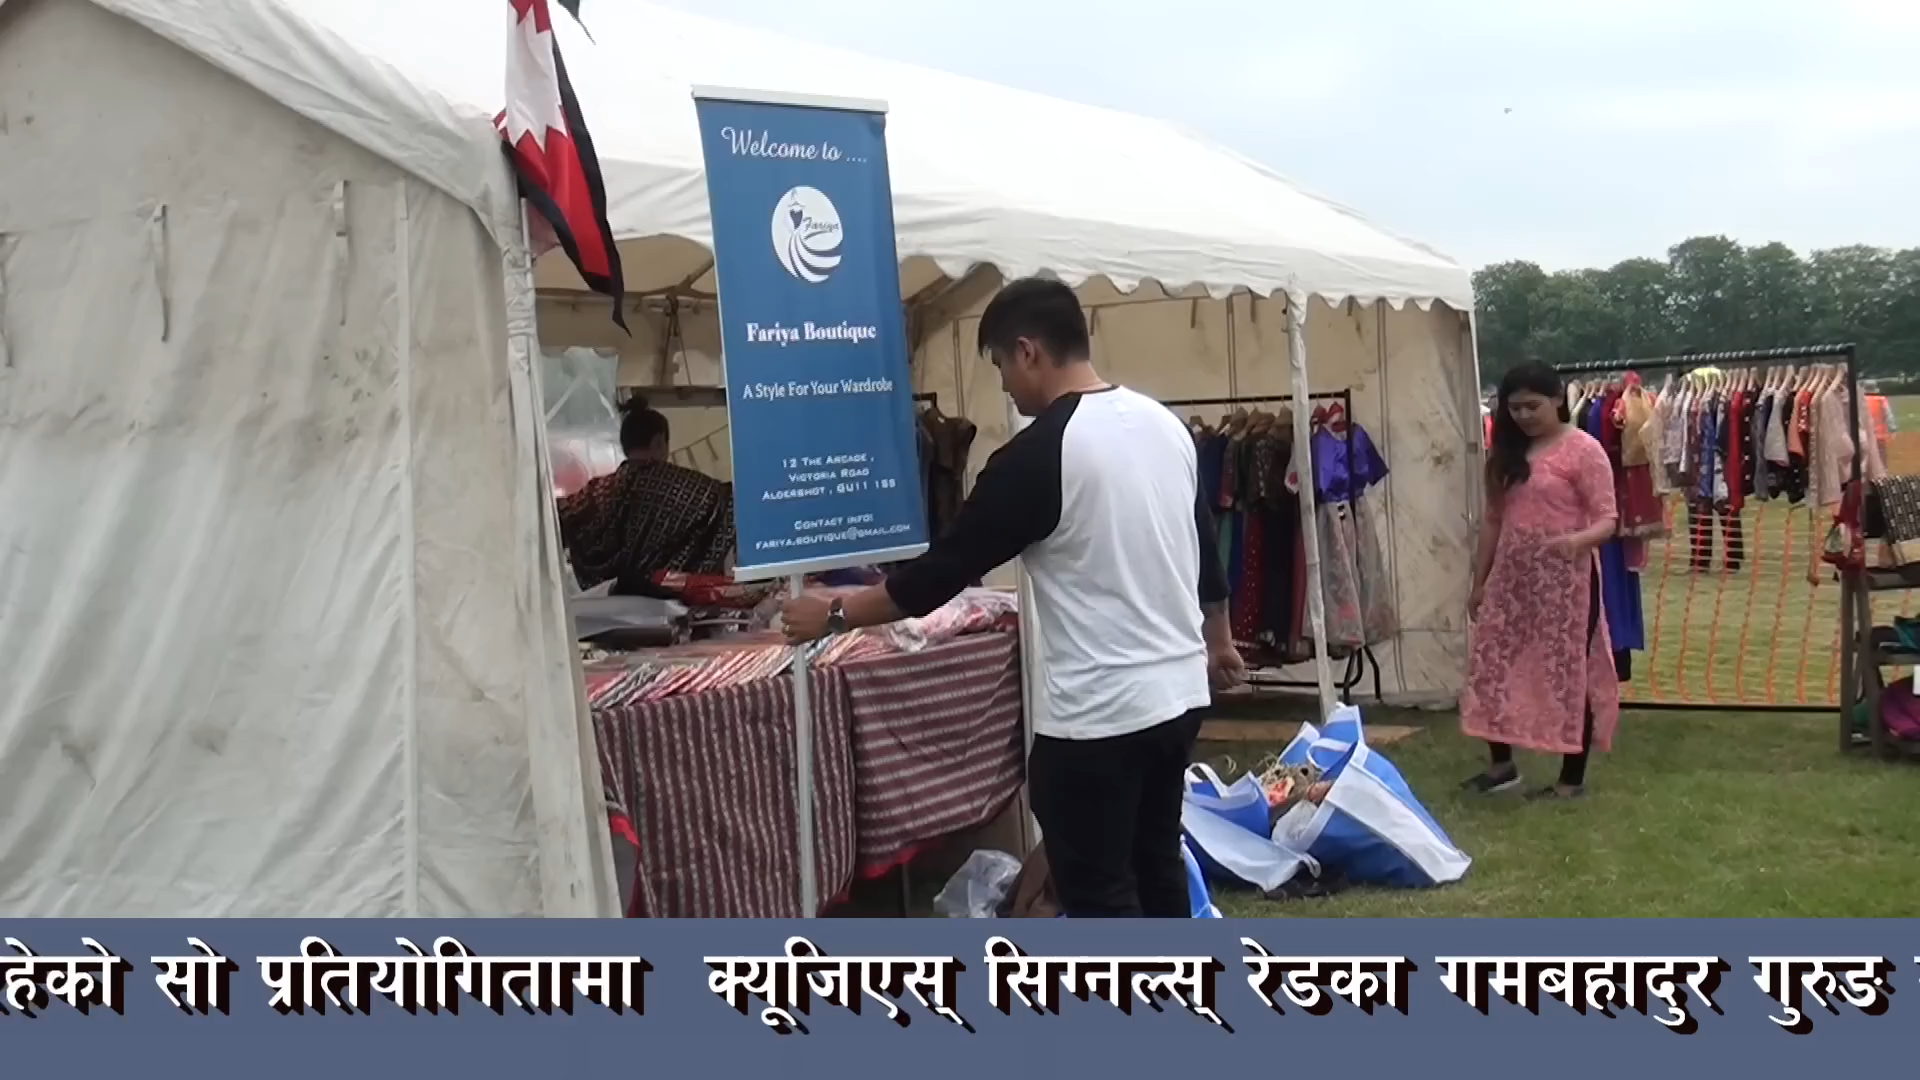 Welcome to ....
Fariya
Fariya Boutique
A Style For Your Wardrobe
12 The Arcade ,
Victoria Road
Aldershot , GU11 1SS
Contact info:
fariya.boutique@gmail.com
हेको सो प्रतियोगितामा क्यूजिएस् सिग्नल्स् रेडका गमबहादुर गुरुङ